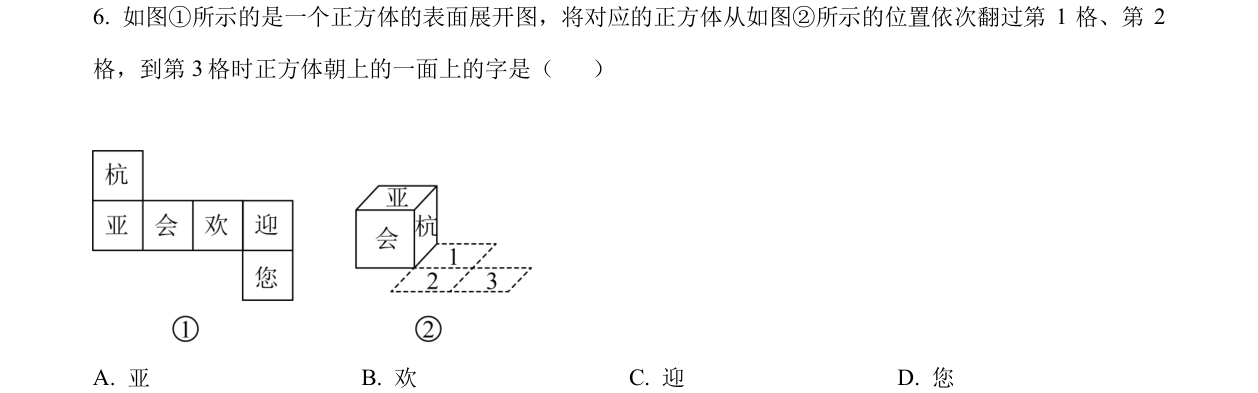 6. 如图①所示的是一个正方体的表面展开图，将对应的正方体从如图②所示的位置依次翻过第 1 格、第 2
格，到第 3 格时正方体朝上的一面上的字是（　　）
杭
亚 会 欢 迎
您
①
亚
会 杭
1
2 3
②
A. 亚 B. 欢 C. 迎 D. 您